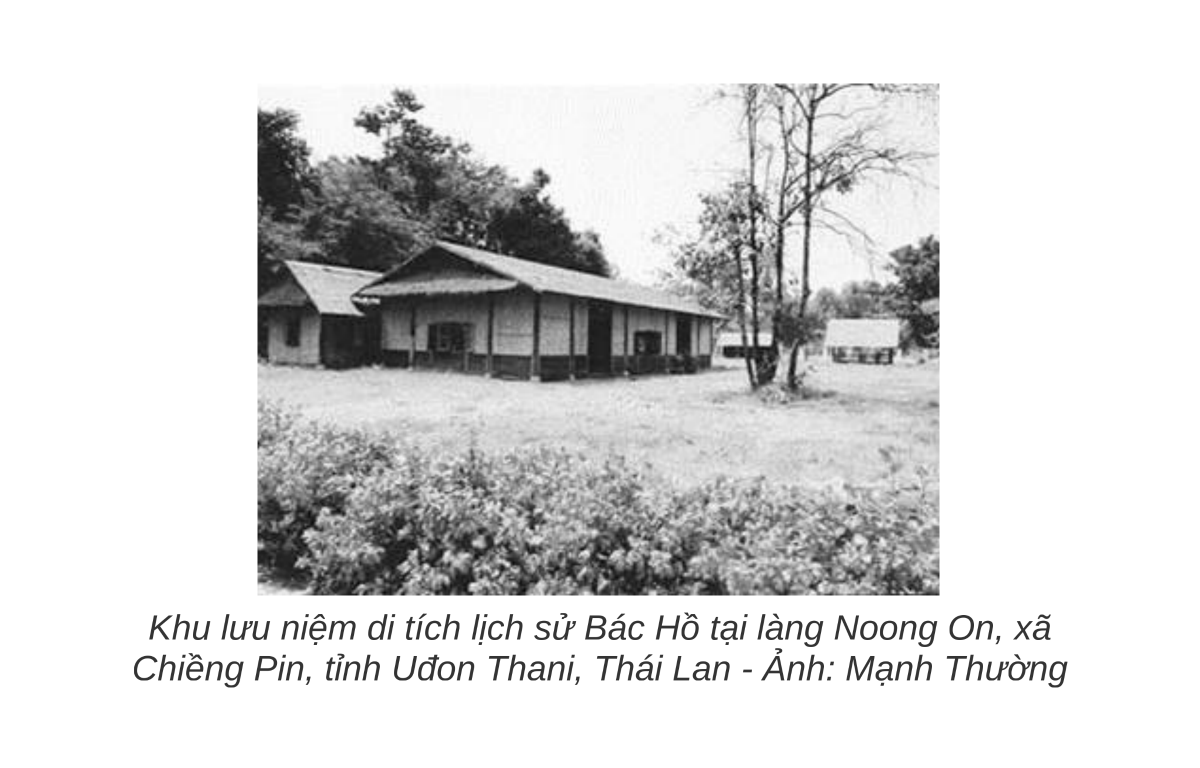 Khu lưu niệm di tích lịch sử Bác Hồ tại làng Noong On, xã
Chiềng Pin, tỉnh Uđon Thani, Thái Lan - Ảnh: Mạnh Thường